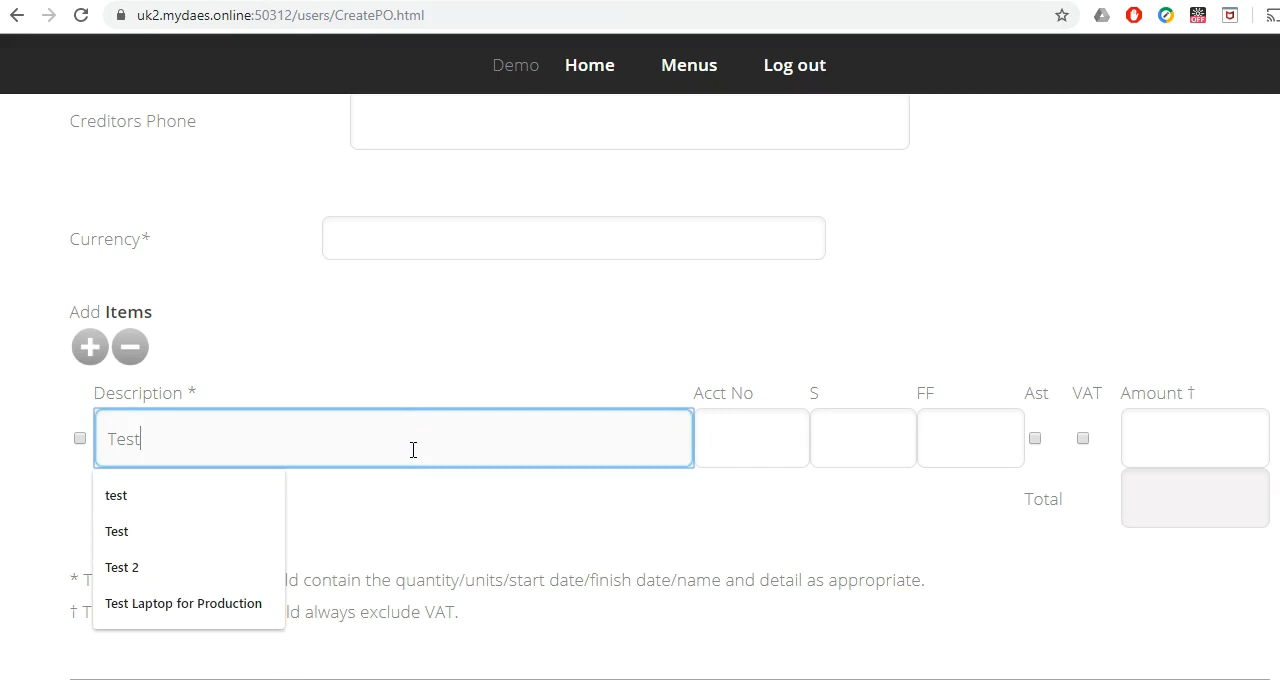 uk2.mydaes.online:50312/users/CreatePO.html
OFF
Demo Home Menus Log out
Creditors Phone
Currency*
Add Items
Description * Acct No S FF Ast VAT Amount †
Test
Total
test
Test
Test 2
Test Laptop for Production
* T ld contain the quantity/units/start date/finish date/name and detail as appropriate.
† T ld always exclude VAT.